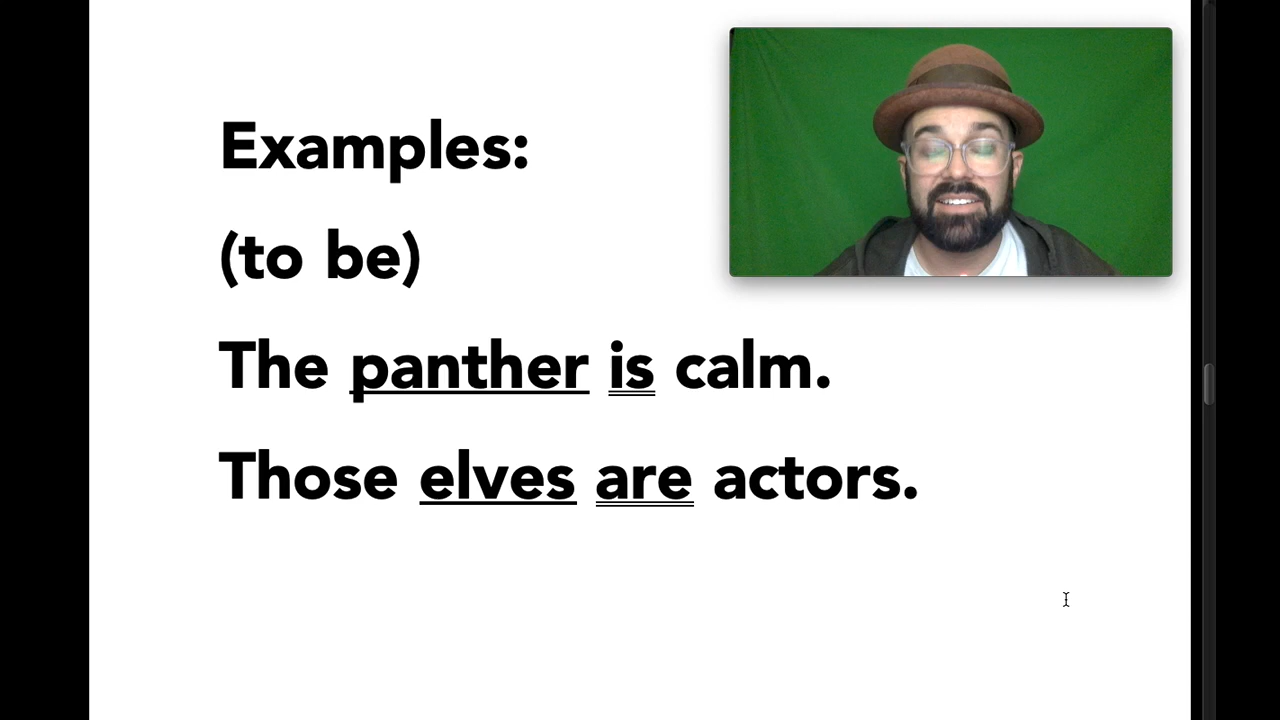 Examples:
(to be)
The panther is calm.
Those elves are actors.